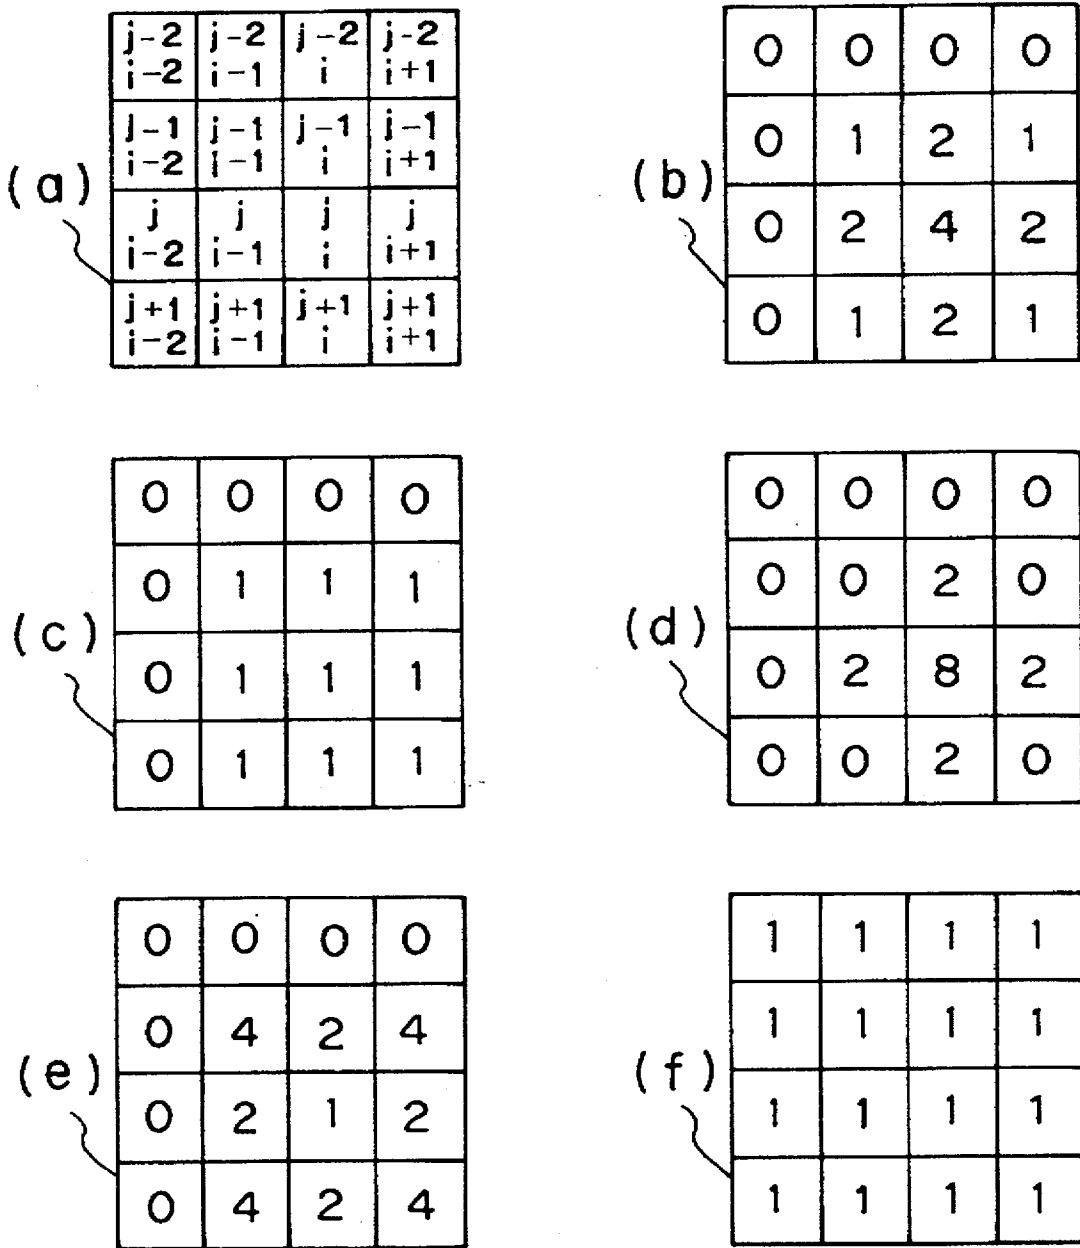 (a)
j-2 j-2 j-2 j-2
i-2 i-1 i i+1
j-1 j-1 j-1 j-1
i-2 i-1 i i+1
j j j j
i-2 i-1 i i+1
j+1 j+1 j+1 j+1
i-2 i-1 i i+1
(b)
0 0 0 0
0 1 2 1
0 2 4 2
0 1 2 1
(c)
0 0 0 0
0 1 1 1
0 1 1 1
0 1 1 1
(d)
0 0 0 0
0 0 2 0
0 2 8 2
0 0 2 0
(e)
0 0 0 0
0 4 2 4
0 2 1 2
0 4 2 4
(f)
1 1 1 1
1 1 1 1
1 1 1 1
1 1 1 1